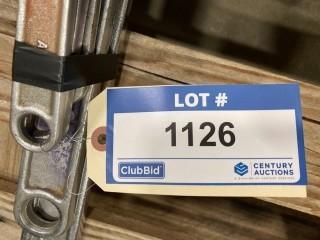 A
LOT #
1126
ClubBid
CENTURY
AUCTIONS